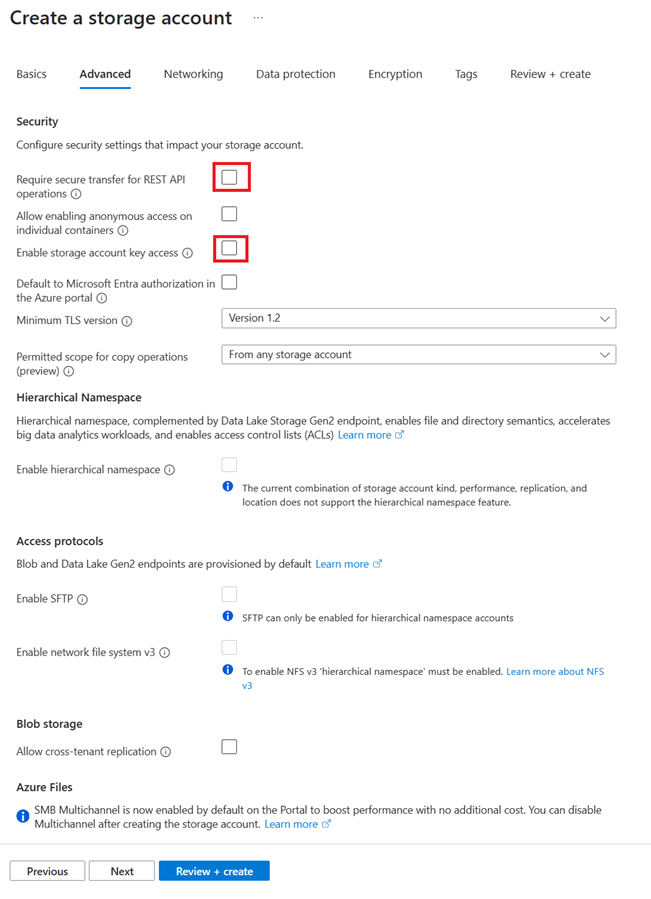 Create a storage account ...
Basics Advanced Networking Data protection Encryption Tags Review + create
Security
Configure security settings that impact your storage account.
Require secure transfer for REST API
operations
Allow enabling anonymous access on
individual containers
Enable storage account key access
Default to Microsoft Entra authorization in
the Azure portal
Minimum TLS version
Version 1.2
Permitted scope for copy operations
(preview)
From any storage account
Hierarchical Namespace
Hierarchical namespace, complemented by Data Lake Storage Gen2 endpoint, enables file and directory semantics, accelerates
big data analytics workloads, and enables access control lists (ACLs) Learn more
Enable hierarchical namespace
The current combination of storage account kind, performance, replication, and
location does not support the hierarchical namespace feature.
Access protocols
Blob and Data Lake Gen2 endpoints are provisioned by default Learn more
Enable SFTP
SFTP can only be enabled for hierarchical namespace accounts
Enable network file system v3
To enable NFS v3 'hierarchical namespace' must be enabled. Learn more about NFS
v3
Blob storage
Allow cross-tenant replication
Azure Files
SMB Multichannel is now enabled by default on the Portal to boost performance with no additional cost. You can disable
Multichannel after creating the storage account. Learn more
Previous Next Review + create